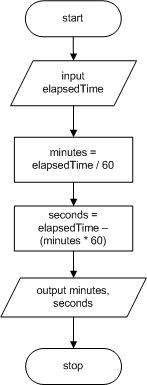 start
input
elapsedTime
minutes =
elapsedTime / 60
seconds =
elapsedTime –
(minutes * 60)
output minutes,
seconds
stop